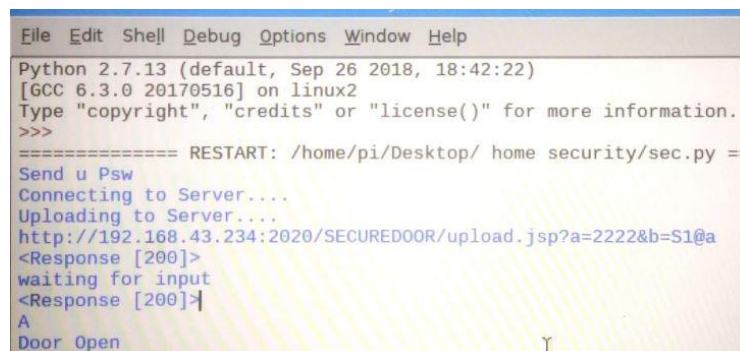 File Edit Shell Debug Options Window Help
Python 2.7.13 (default, Sep 26 2018, 18:42:22)
[GCC 6.3.0 20170516] on linux2
Type "copyright", "credits" or "license()" for more information.
>>>
============== RESTART: /home/pi/Desktop/ home security/sec.py =
Send u Psw
Connecting to Server....
Uploading to Server....
http://192.168.43.234:2020/SECUREDOOR/upload.jsp?a=2222&b=S1@a
<Response [200]>
waiting for input
<Response [200]>
A
Door Open